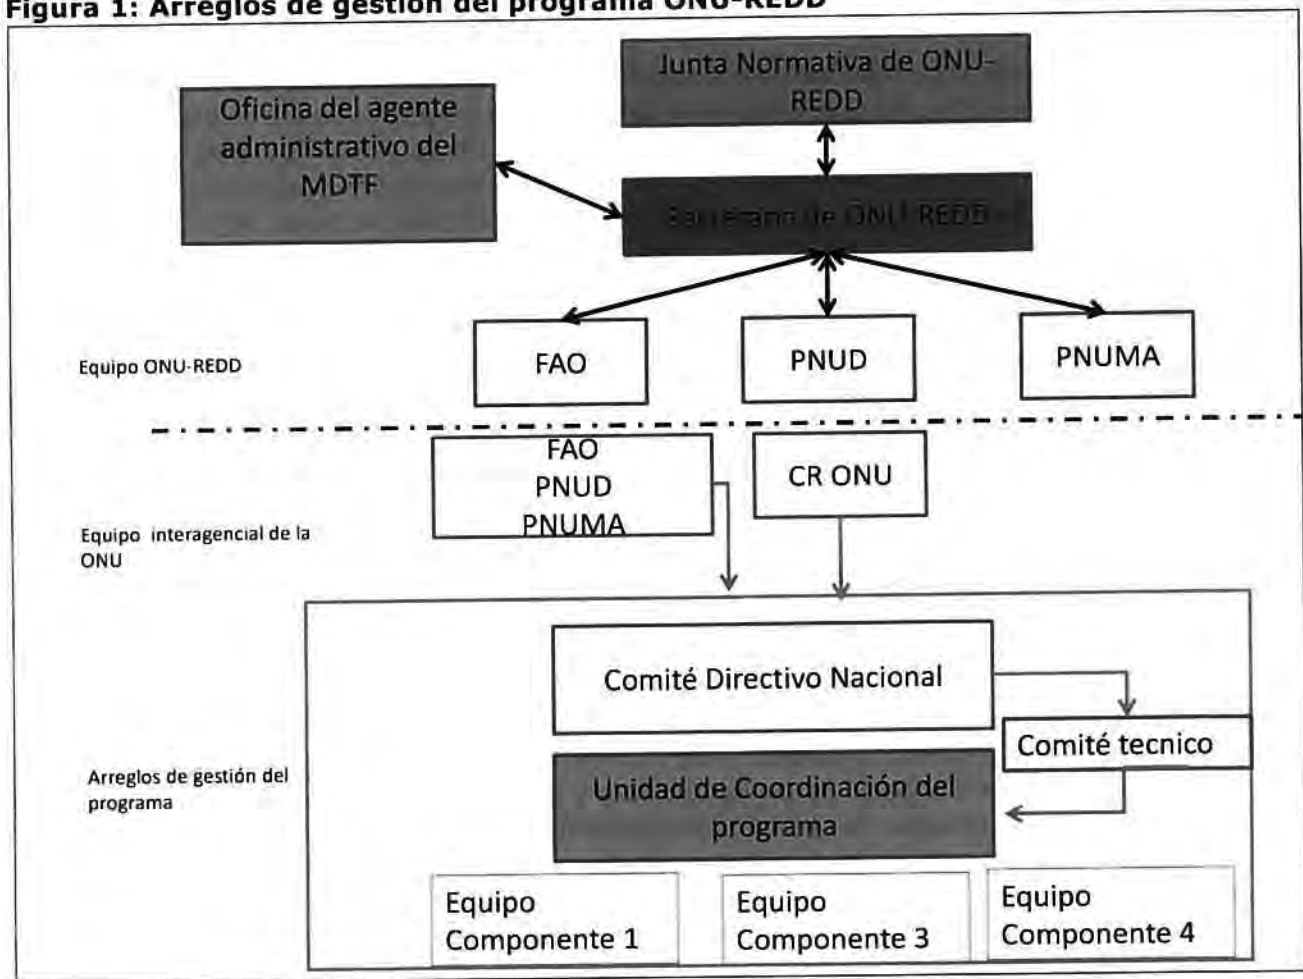 Figura 1: Arreglos de gestión del programa ONU-REDD
Junta Normativa de ONU-
REDD
Oficina del agente
administrativo del
MDTF
de ONU-REDD
Equipo ONU-REDD
FAO
PNUD
PNUMA
FAO
PNUD
PNUMA
CR ONU
Equipo interagencial de la
ONU
Comité Directivo Nacional
Comité tecnico
Arreglos de gestión del
programa
Unidad de Coordinación del
programa
Equipo
Componente 1
Equipo
Componente 3
Equipo
Componente 4